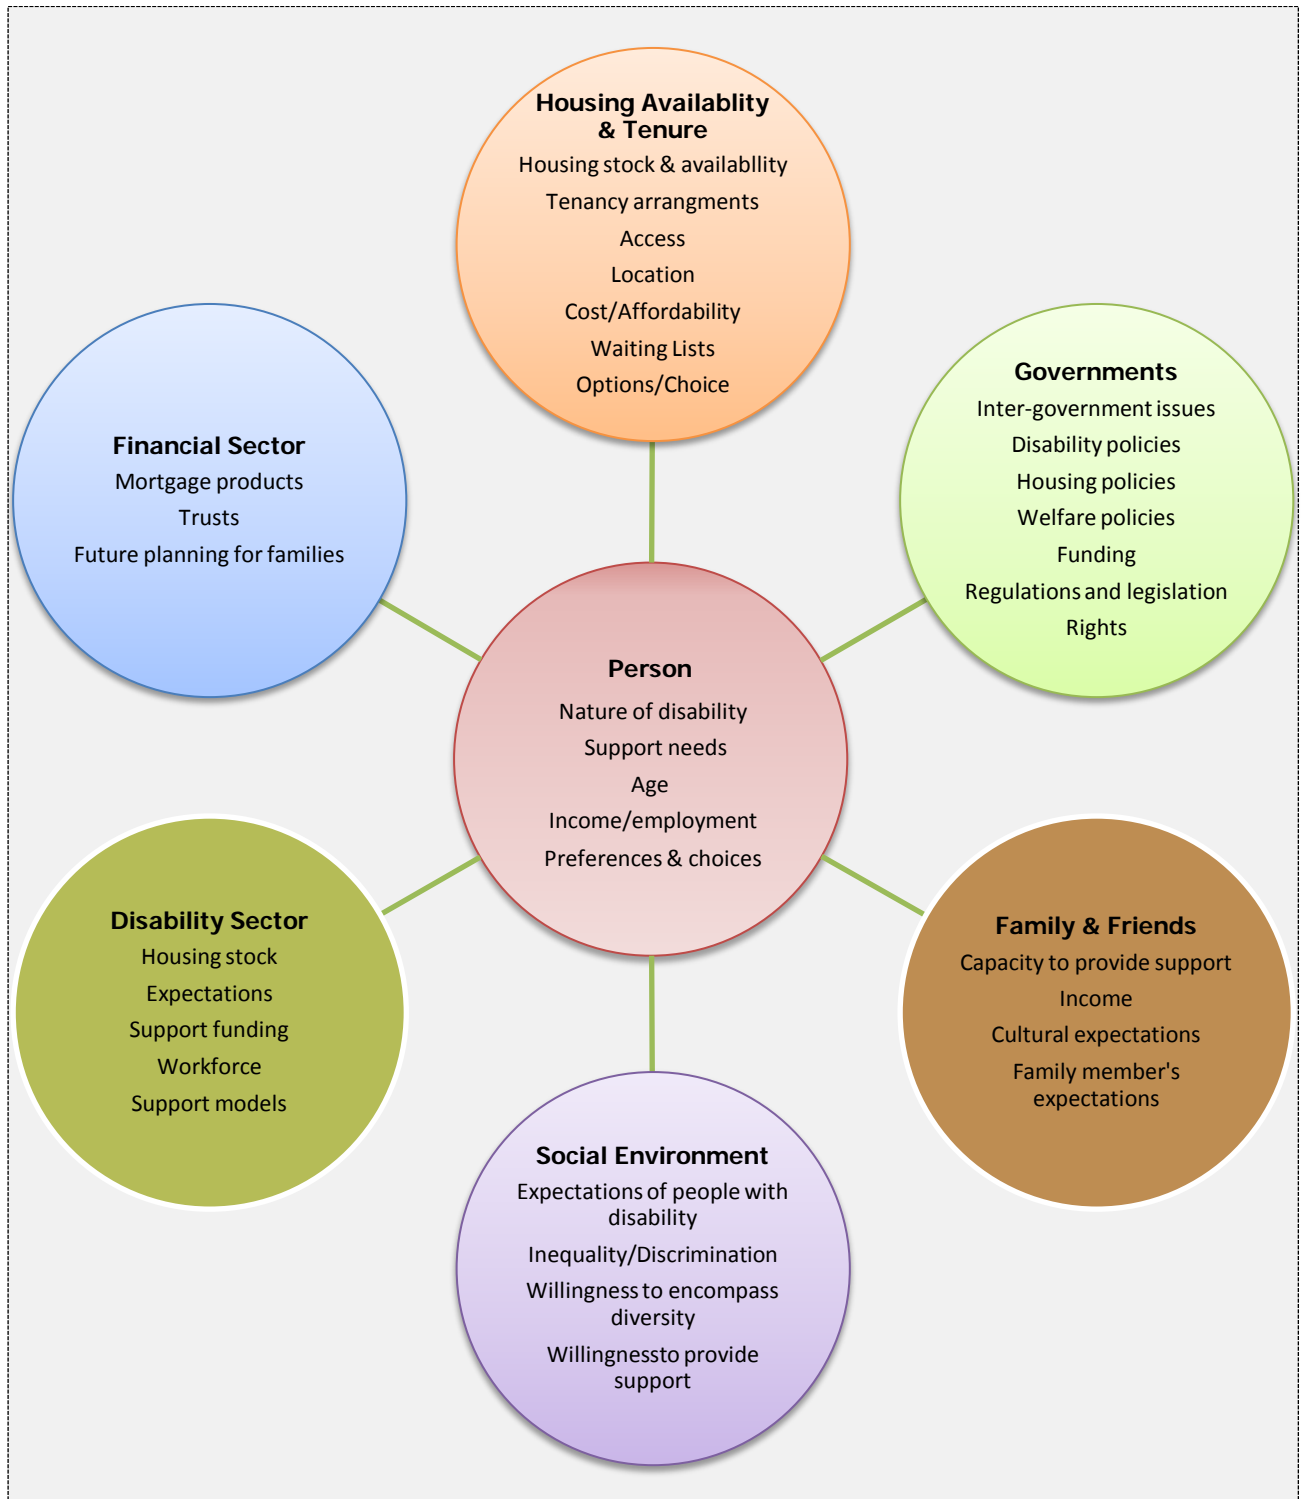 Housing Availablity
& Tenure
Housing stock & availabllity
Tenancy arrangments
Access
Location
Cost/Affordability
Waiting Lists
Options/Choice
Governments
Inter-government issues
Disability policies
Housing policies
Welfare policies
Funding
Regulations and legislation
Rights
Financial Sector
Mortgage products
Trusts
Future planning for families
Person
Nature of disability
Support needs
Age
Income/employment
Preferences & choices
Disability Sector
Housing stock
Expectations
Support funding
Workforce
Support models
Family & Friends
Capacity to provide support
Income
Cultural expectations
Family member's
expectations
Social Environment
Expectations of people with
disability
Inequality/Discrimination
Willingness to encompass
diversity
Willingnessto provide
support